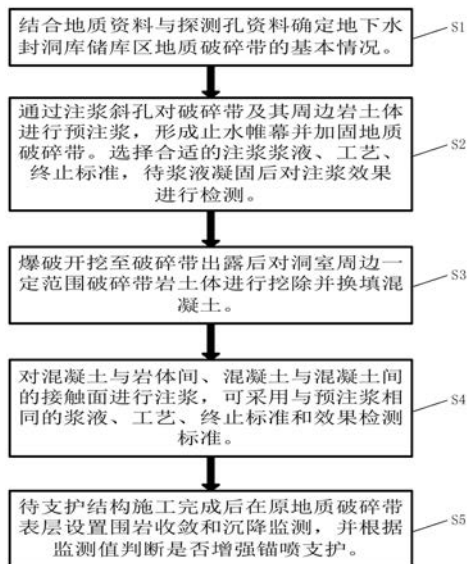 结合地质资料与探测孔资料确定地下水
封洞库储库区地质破碎带的基本情况。
S1
通过注浆斜孔对破碎带及其周边岩土体
进行预注浆，形成止水帷幕并加固地质
破碎带。选择合适的注浆浆液、工艺、
终止标准，待浆液凝固后对注浆效果
进行检测。
S2
爆破开挖至破碎带出露后对洞室周边一
定范围破碎带岩土体进行挖除并换填混
凝土。
S3
对混凝土与岩体间、混凝土与混凝土间
的接触面进行注浆，可采用与预注浆相
同的浆液、工艺、终止标准和效果检测
标准。
S4
待支护结构施工完成后在原地质破碎带
表层设置围岩收敛和沉降监测，并根据
监测值判断是否增强锚喷支护。
S5